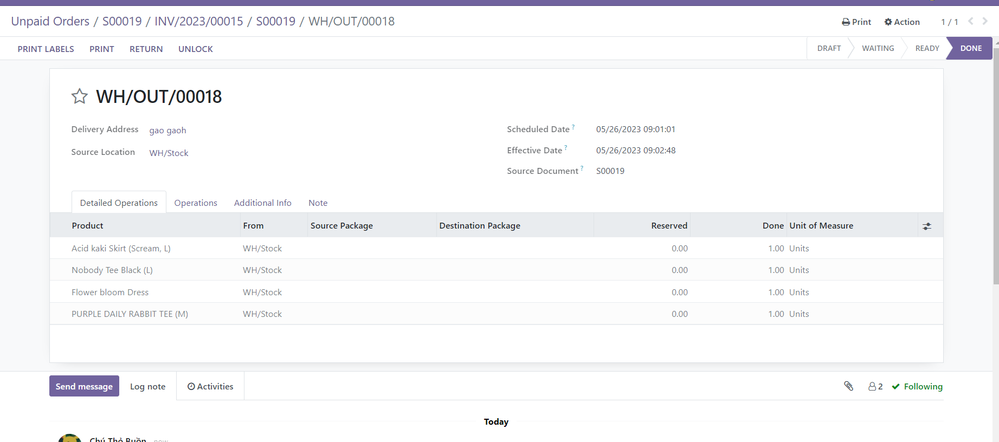 Unpaid Orders / S00019 / INV/2023/00015 / S00019 / WH/OUT/00018
Print Action 1 / 1
PRINT LABELS PRINT RETURN UNLOCK DRAFT WAITING READY DONE
WH/OUT/00018
Delivery Address gao gaoh
Source Location WH/Stock
Scheduled Date ? 05/26/2023 09:01:01
Effective Date ? 05/26/2023 09:02:48
Source Document ? S00019
Detailed Operations Operations Additional Info Note
Product From Source Package Destination Package Reserved Done Unit of Measure
Acid kaki Skirt (Scream, L) WH/Stock 0.00 1.00 Units
Nobody Tee Black (L) WH/Stock 0.00 1.00 Units
Flower bloom Dress WH/Stock 0.00 1.00 Units
PURPLE DAILY RABBIT TEE (M) WH/Stock 0.00 1.00 Units
Send message Log note Activities 2 Following
Today
Chú Thỏ Buồn now